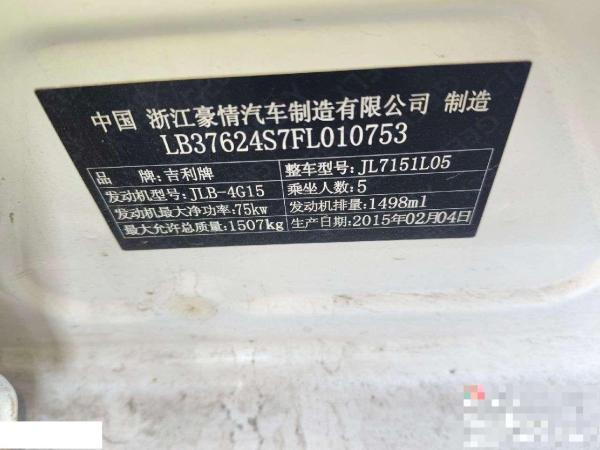 中国 浙江豪情汽车制造有限公司 制造
LB37624S7FL010753
品 牌:吉利牌 整车型号:JL7151L05
发动机型号:JLB-4G15 乘坐人数:5
发动机最大净功率:75kw 发动机排量:1498ml
最大允许总质量:1507kg 生产日期:2015年02月04日